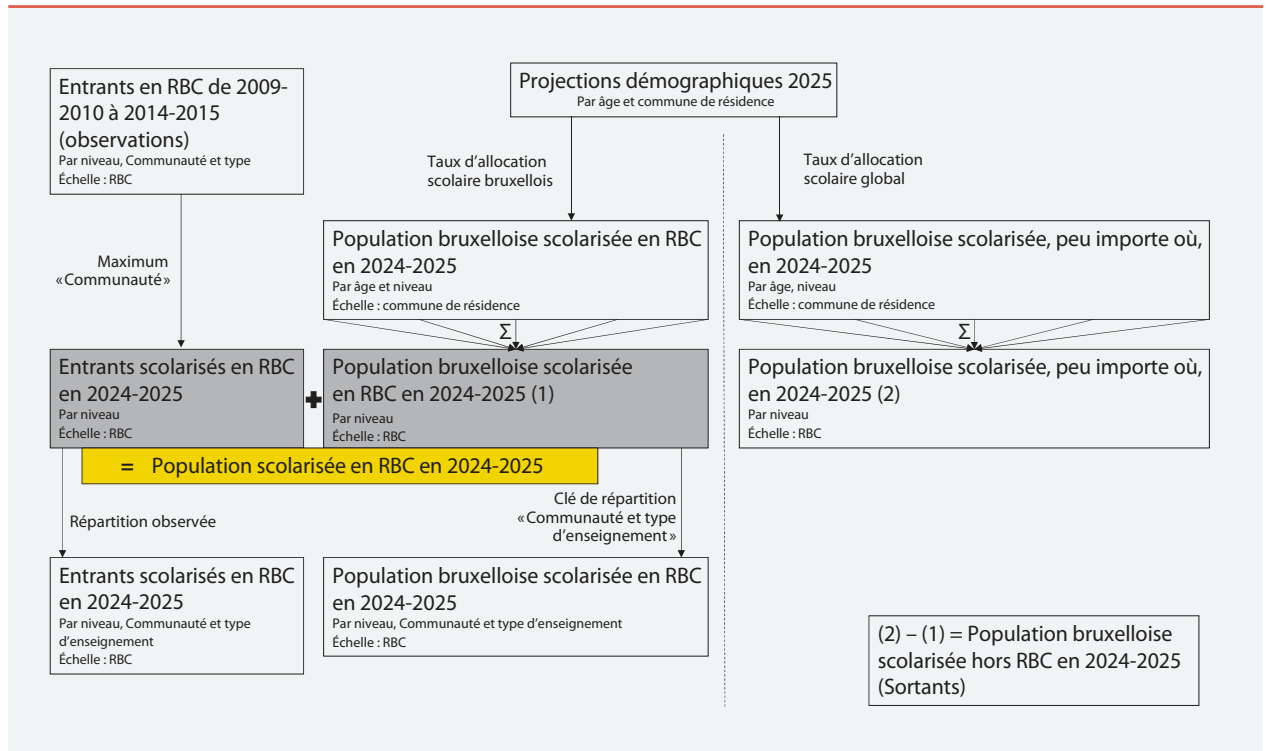 Entrants en RBC de 2009-
2010 à 2014-2015
(observations)
Par niveau, Communauté et type
Échelle : RBC
Projections démographiques 2025
Par âge et commune de résidence
Taux d’allocation
scolaire bruxellois
Taux d’allocation
scolaire global
Maximum
«Communauté»
Population bruxelloise scolarisée en RBC
en 2024-2025
Par âge et niveau
Échelle : commune de résidence
Σ
Population bruxelloise scolarisée, peu importe où,
en 2024-2025
Par âge, niveau
Échelle : commune de résidence
Σ
Entrants scolarisés en RBC
en 2024-2025
Par niveau
Échelle : RBC
+
Population bruxelloise scolarisée
en RBC en 2024-2025 (1)
Par niveau
Échelle : RBC
Population bruxelloise scolarisée, peu importe où,
en 2024-2025 (2)
Par niveau
Échelle : RBC
= Population scolarisée en RBC en 2024-2025
Répartition observée
Clé de répartition
«Communauté et type
d’enseignement»
Entrants scolarisés en RBC
en 2024-2025
Par niveau, Communauté et type
d’enseignement
Échelle : RBC
Population bruxelloise scolarisée en RBC
en 2024-2025
Par niveau, Communauté et type d’enseignement
Échelle : RBC
(2) – (1) = Population bruxelloise
scolarisée hors RBC en 2024-2025
(Sortants)